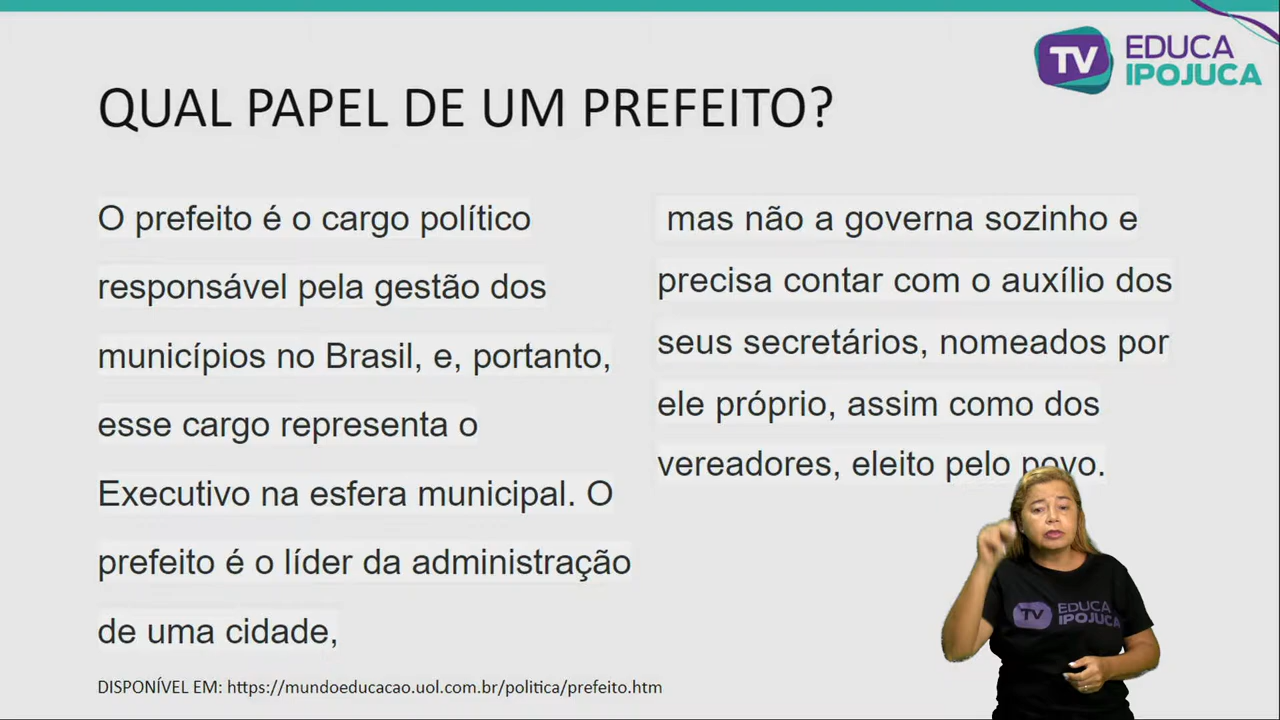 TV EDUCA
IPOJUCA
QUAL PAPEL DE UM PREFEITO?
O prefeito é o cargo político
responsável pela gestão dos
municípios no Brasil, e, portanto,
esse cargo representa o
Executivo na esfera municipal. O
prefeito é o líder da administração
de uma cidade,
mas não a governa sozinho e
precisa contar com o auxílio dos
seus secretários, nomeados por
ele próprio, assim como dos
vereadores, eleito pelo povo.
TV EDUCA
IPOJUCA
DISPONÍVEL EM: https://mundoeducacao.uol.com.br/politica/prefeito.htm